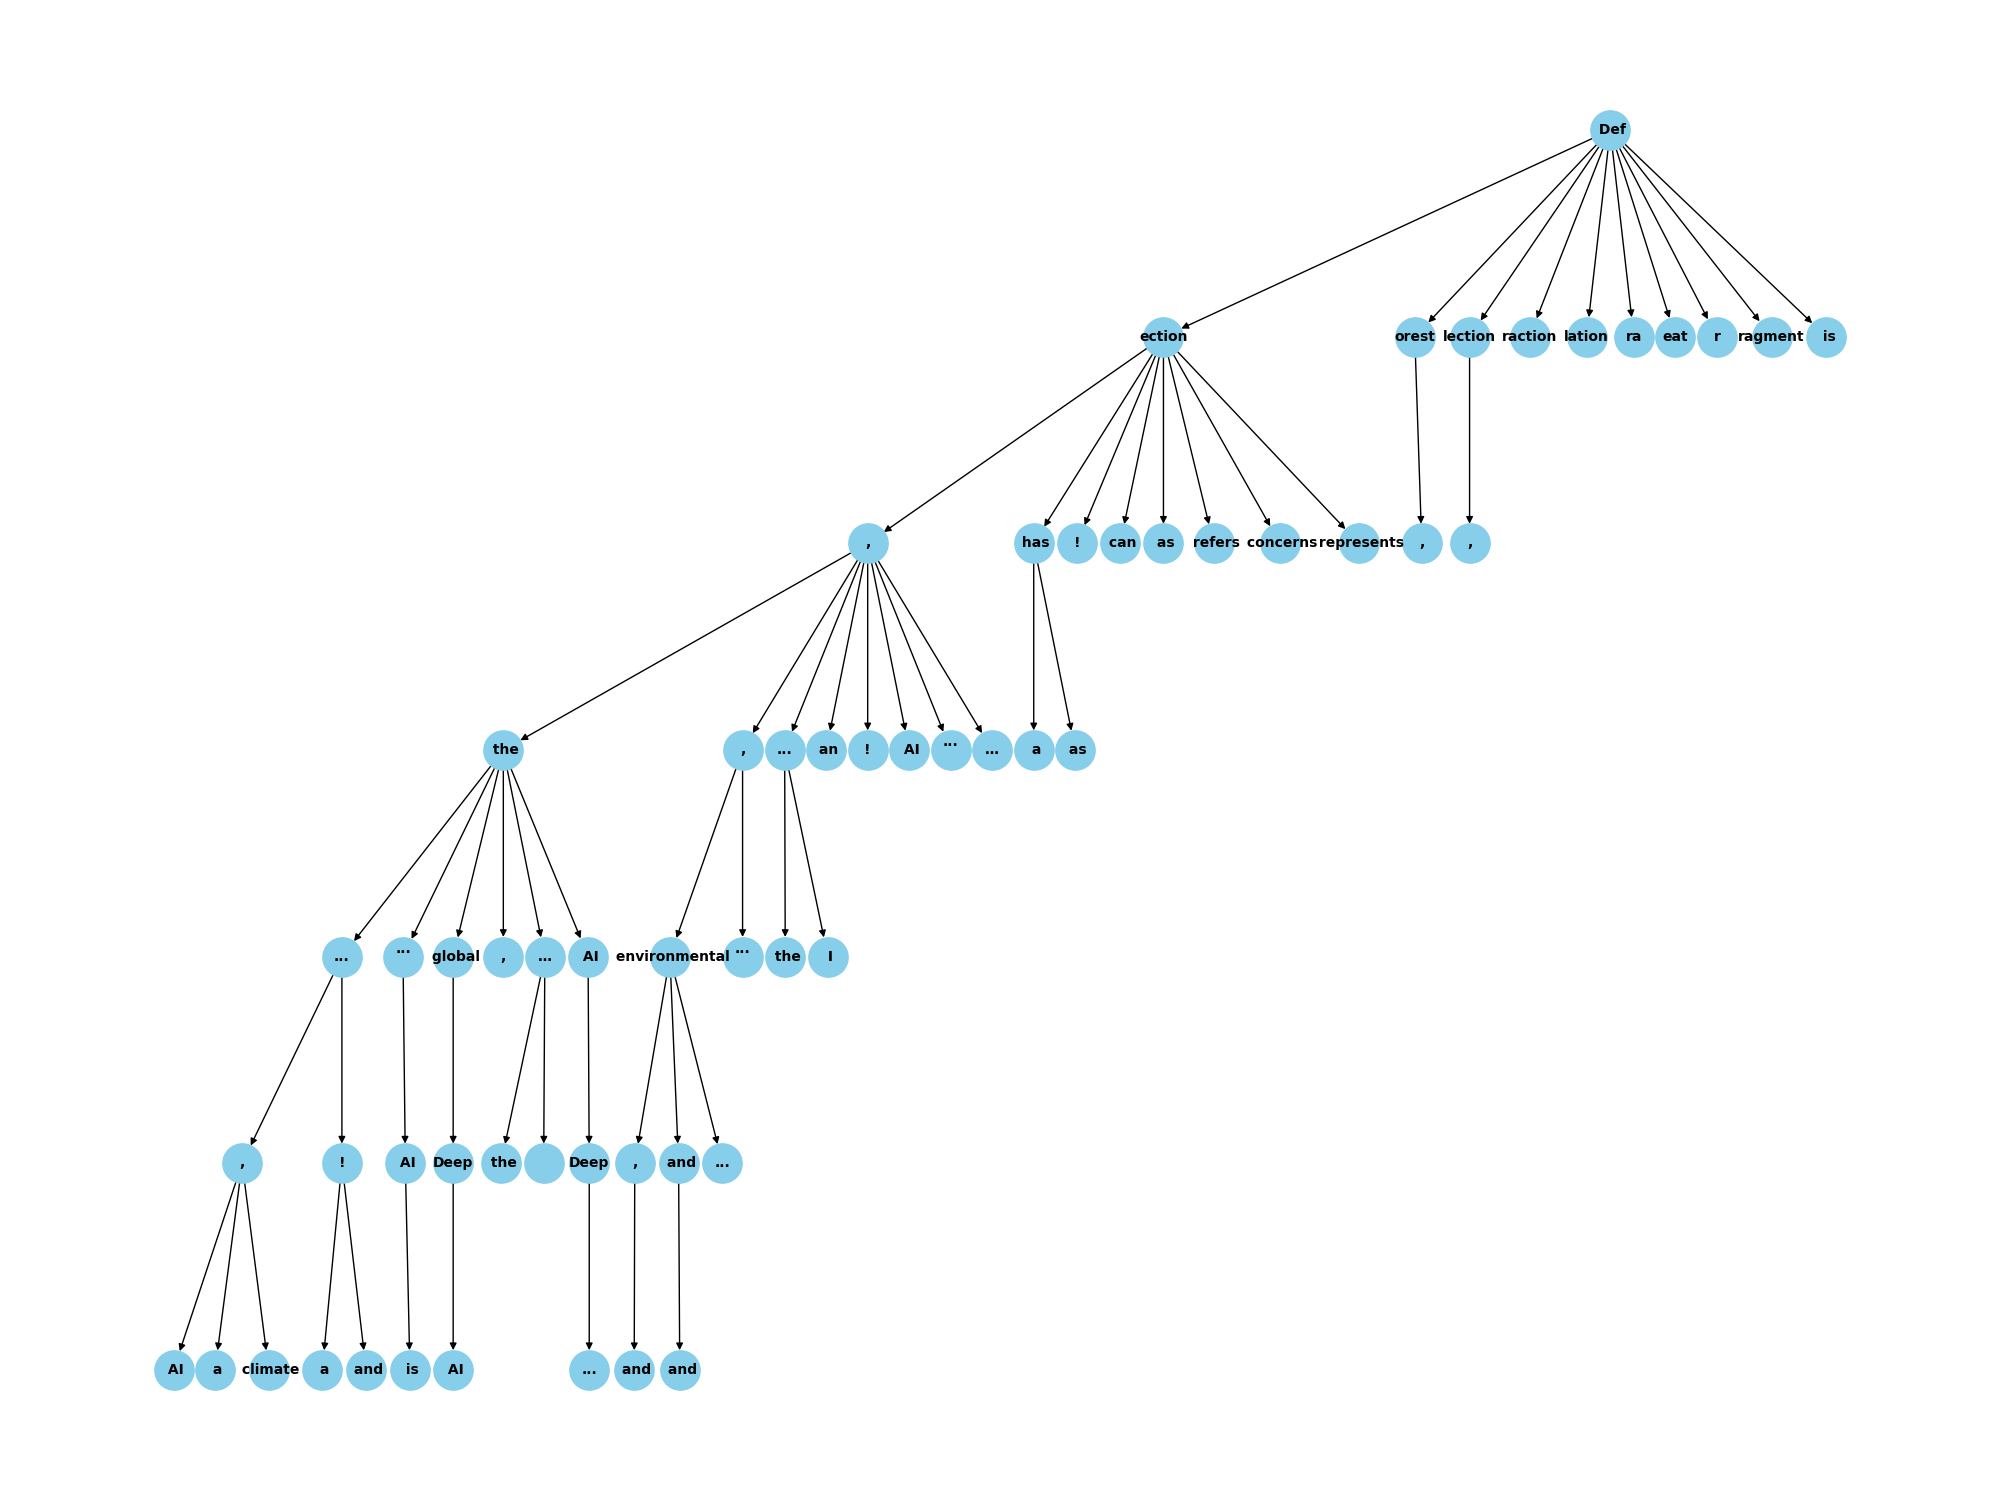 Def
ection orest lection raction lation ra eat r ragment is
, has ! can as refers concerns represents , ,
the , ... an ! AI ... … a as
... ... global , … AI environmental ... the I
, ! AI Deep the Deep , and ...
AI a climate a and is AI ... and and